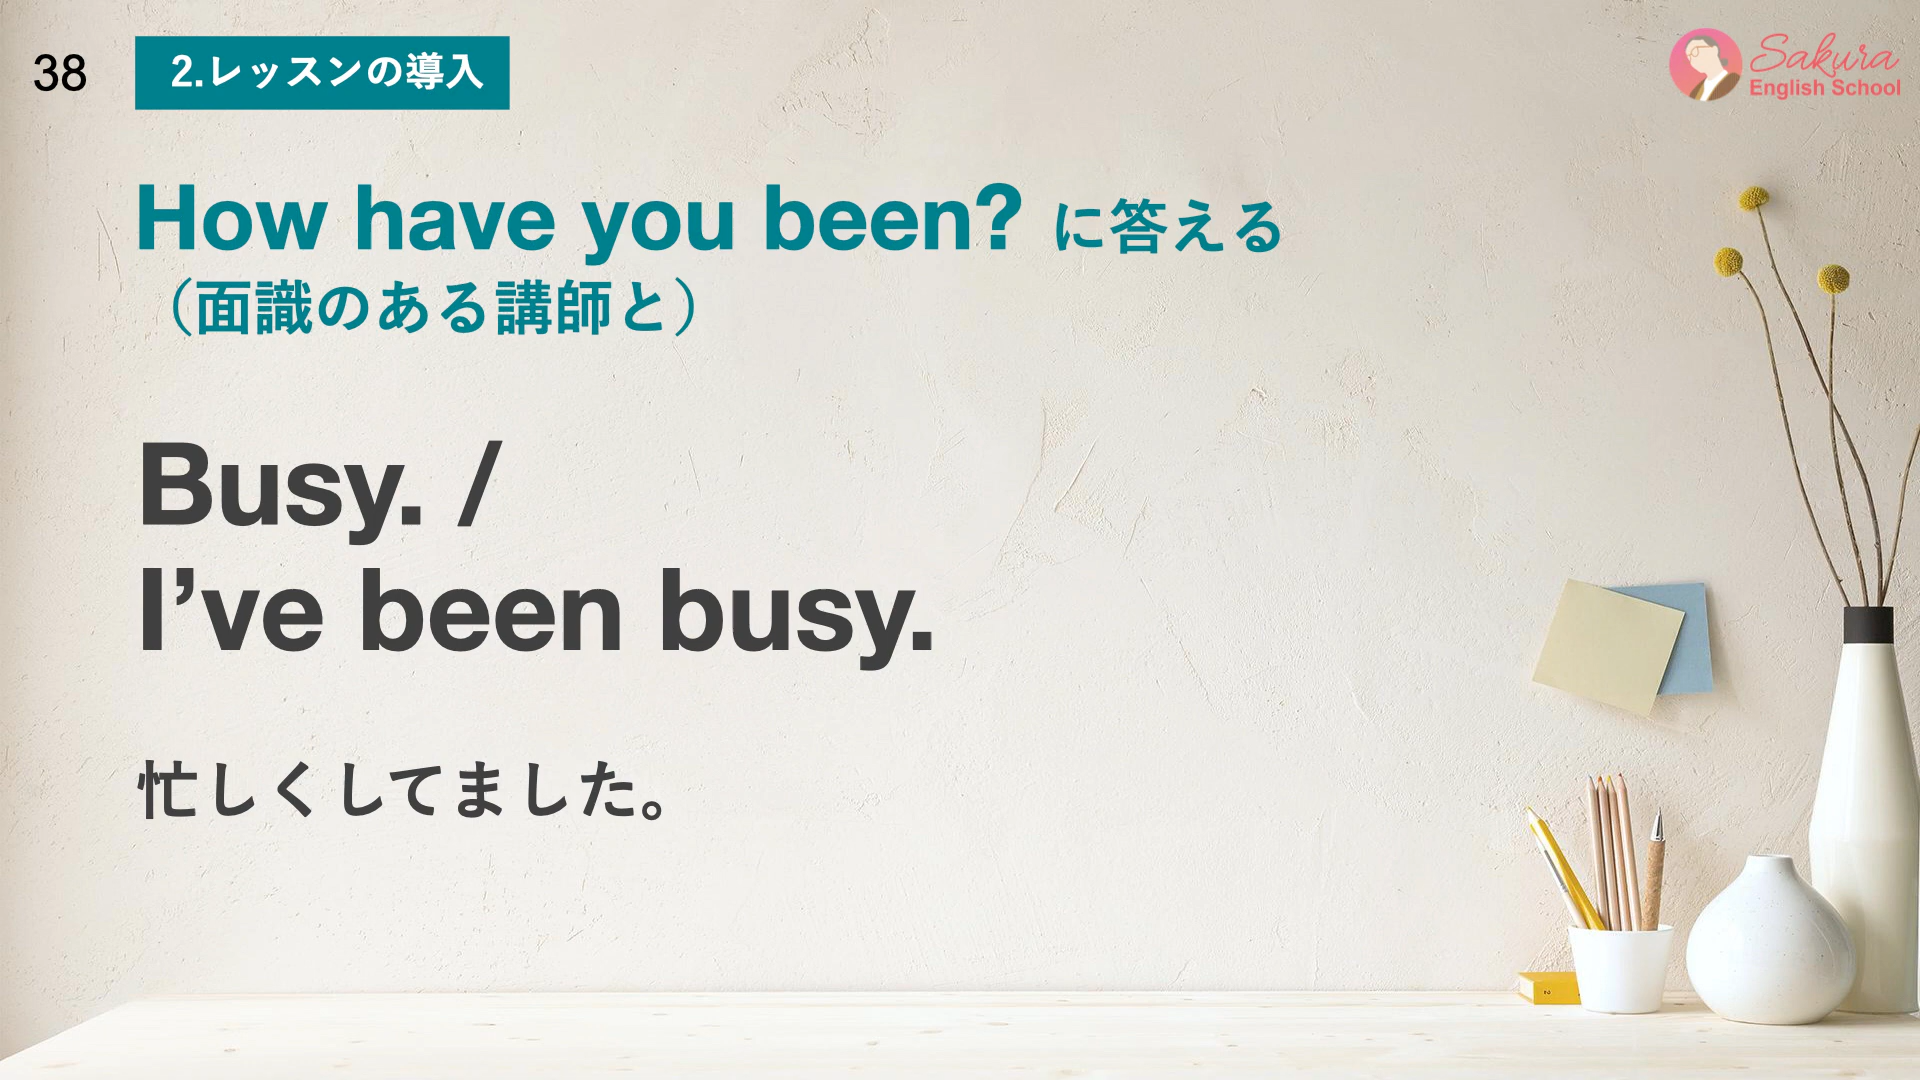 38
2.レッスンの導入
Sakura
English School
How have you been? に答える
（面識のある講師と）
Busy. /
I’ve been busy.
忙しくしてました。